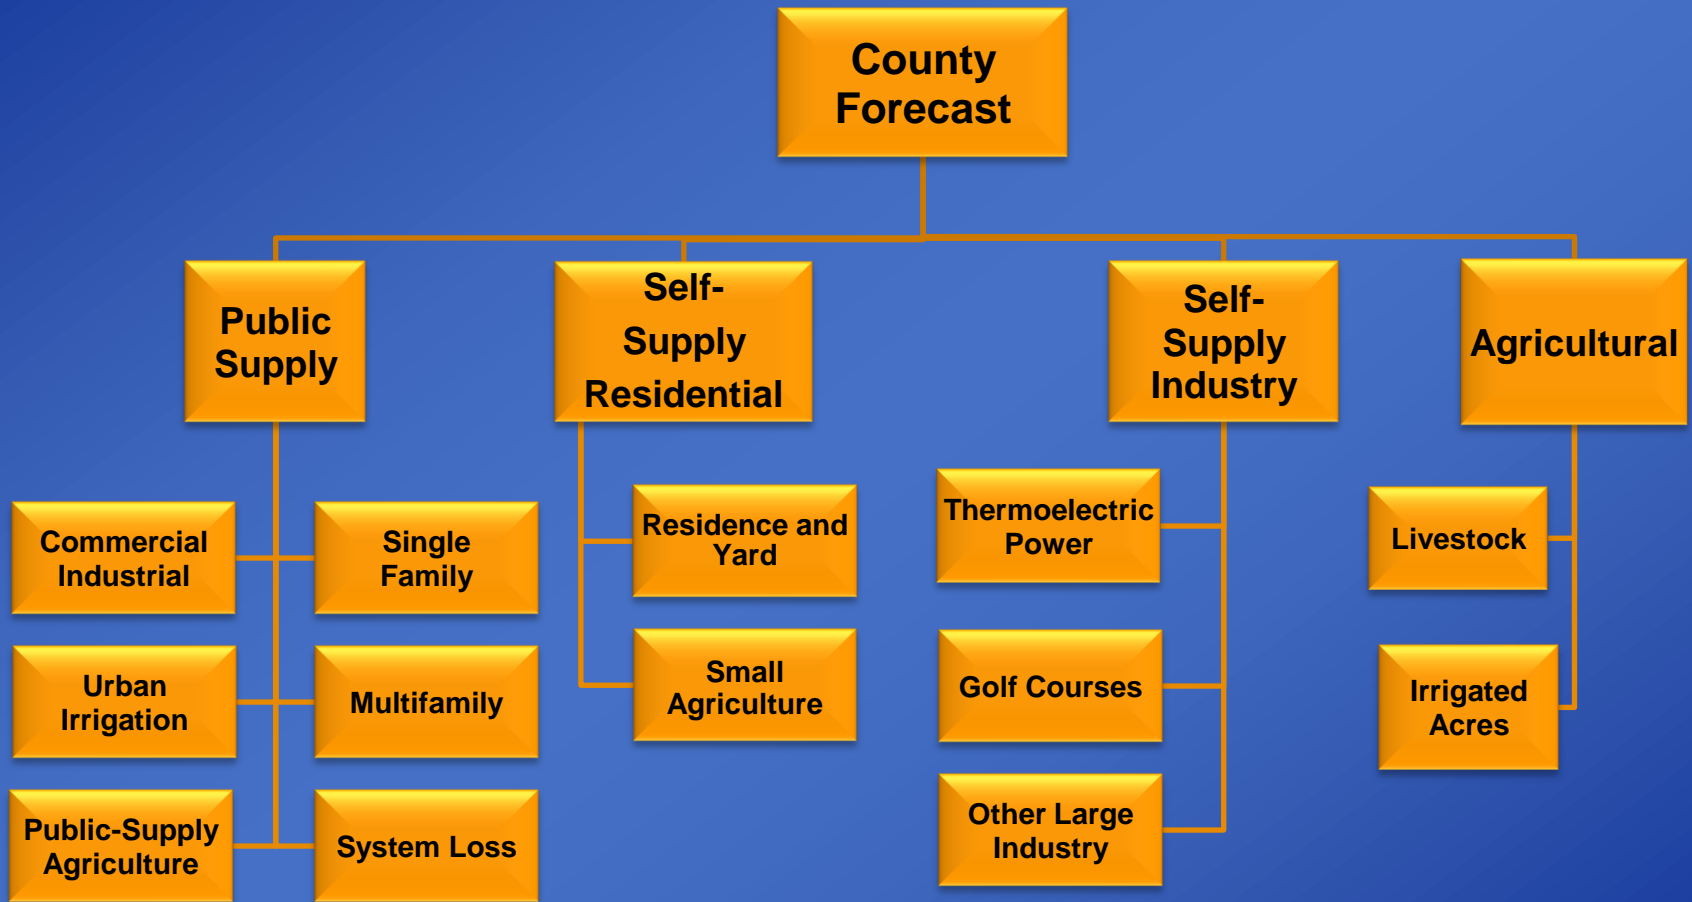 County
Forecast
Public
Supply
Self-
Supply
Residential
Self-
Supply
Industry
Agricultural
Commercial
Industrial
Single
Family
Urban
Irrigation
Multifamily
Public-Supply
Agriculture
System Loss
Residence and
Yard
Small
Agriculture
Thermoelectric
Power
Golf Courses
Other Large
Industry
Livestock
Irrigated
Acres